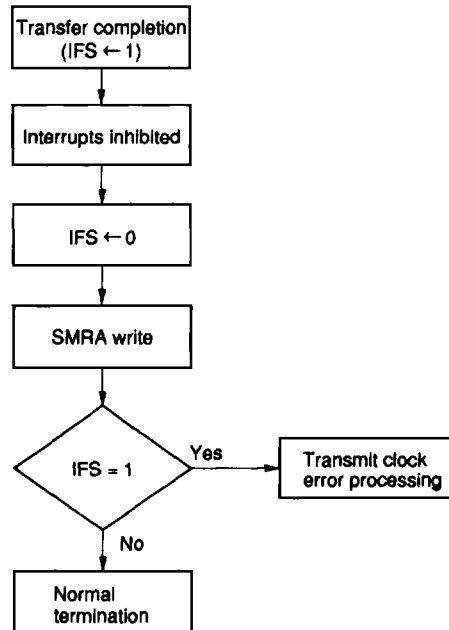 Transfer completion
(IFS ← 1)
Interrupts inhibited
IFS ← 0
SMRA write
IFS = 1
Yes
Transmit clock
error processing
No
Normal
termination